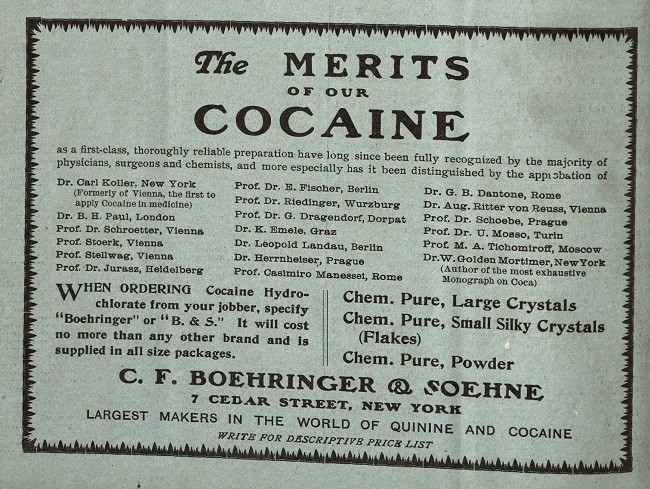 The MERITS
OF OUR
COCAINE
as a first-class, thoroughly reliable preparation have long since been fully recognized by the majority of
physicians, surgeons and chemists, and more especially has it been distinguished by the approbation of
Dr. Carl Koller, New York
(Formerly of Vienna, the first to
apply Cocaine in medicine)
Dr. B. H. Paul, London
Prof. Dr. Schroetter, Vienna
Prof. Stoerk, Vienna
Prof. Stellwag, Vienna
Prof. Dr. Jurasz, Heidelberg
Prof. Dr. E. Fischer, Berlin
Prof. Dr. Riedinger, Wurzburg
Prof. Dr. G. Dragendorf, Dorpat
Dr. K. Emele, Graz
Dr. Leopold Landau, Berlin
Dr. Herrnheiser, Prague
Prof. Casimiro Manessei, Rome
Dr. G. B. Dantone, Rome
Dr. Aug. Ritter von Reuss, Vienna
Prof. Dr. Schoebe, Prague
Prof. Dr. U. Mosso, Turin
Prof. M. A. Tichomiroff, Moscow
Dr. W. Golden Mortimer, New York
(Author of the most exhaustive
Monograph on Coca)
WHEN ORDERING Cocaine Hydro-
chlorate from your jobber, specify
"Boehringer" or "B. & S." It will cost
no more than any other brand and is
supplied in all size packages.
Chem. Pure, Large Crystals
Chem. Pure, Small Silky Crystals
(Flakes)
Chem. Pure, Powder
C. F. BOEHRINGER & SOEHNE
7 CEDAR STREET, NEW YORK
LARGEST MAKERS IN THE WORLD OF QUININE AND COCAINE
WRITE FOR DESCRIPTIVE PRICE LIST